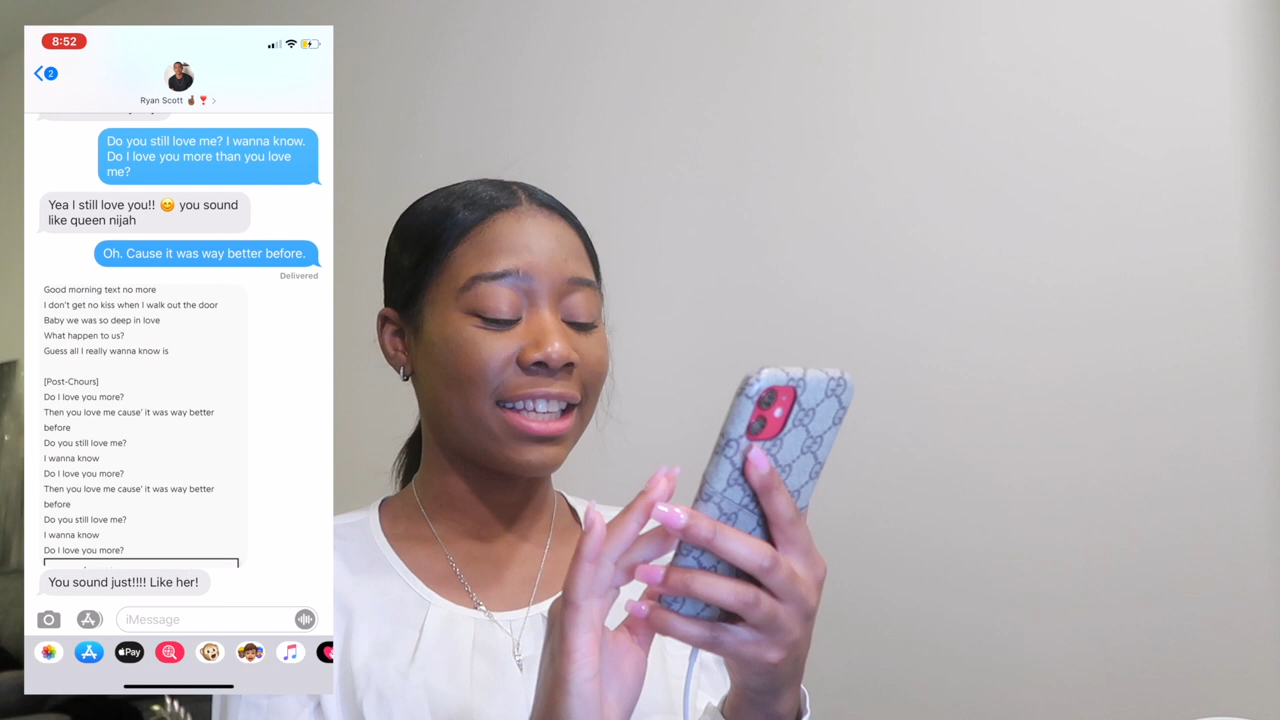 8:52
2
Ryan Scott
Do you still love me? I wanna know.
Do I love you more than you love
me?
Yea I still love you!! 😊 you sound
like queen nijah
Oh. Cause it was way better before.
Delivered
Good morning text no more
I don't get no kiss when I walk out the door
Baby we was so deep in love
What happen to us?
Guess all I really wanna know is
[Post-Chours]
Do I love you more?
Then you love me cause' it was way better
before
Do you still love me?
I wanna know
Do I love you more?
Then you love me cause' it was way better
before
Do you still love me?
I wanna know
Do I love you more?
You sound just!!!! Like her!
iMessage
Pay